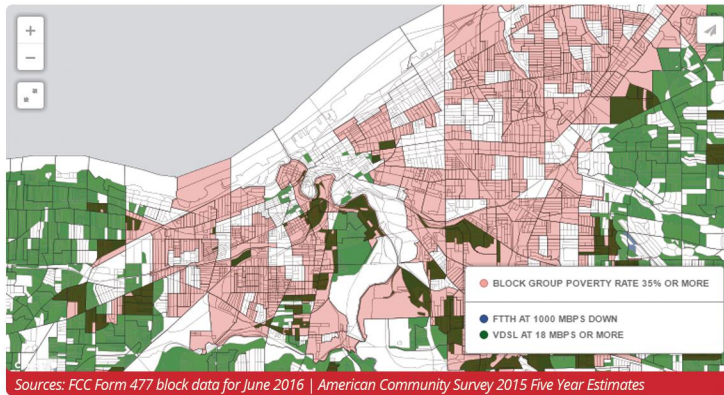 +
−
BLOCK GROUP POVERTY RATE 35% OR MORE
FTTH AT 1000 MBPS DOWN
VDSL AT 18 MBPS OR MORE
Sources: FCC Form 477 block data for June 2016 | American Community Survey 2015 Five Year Estimates